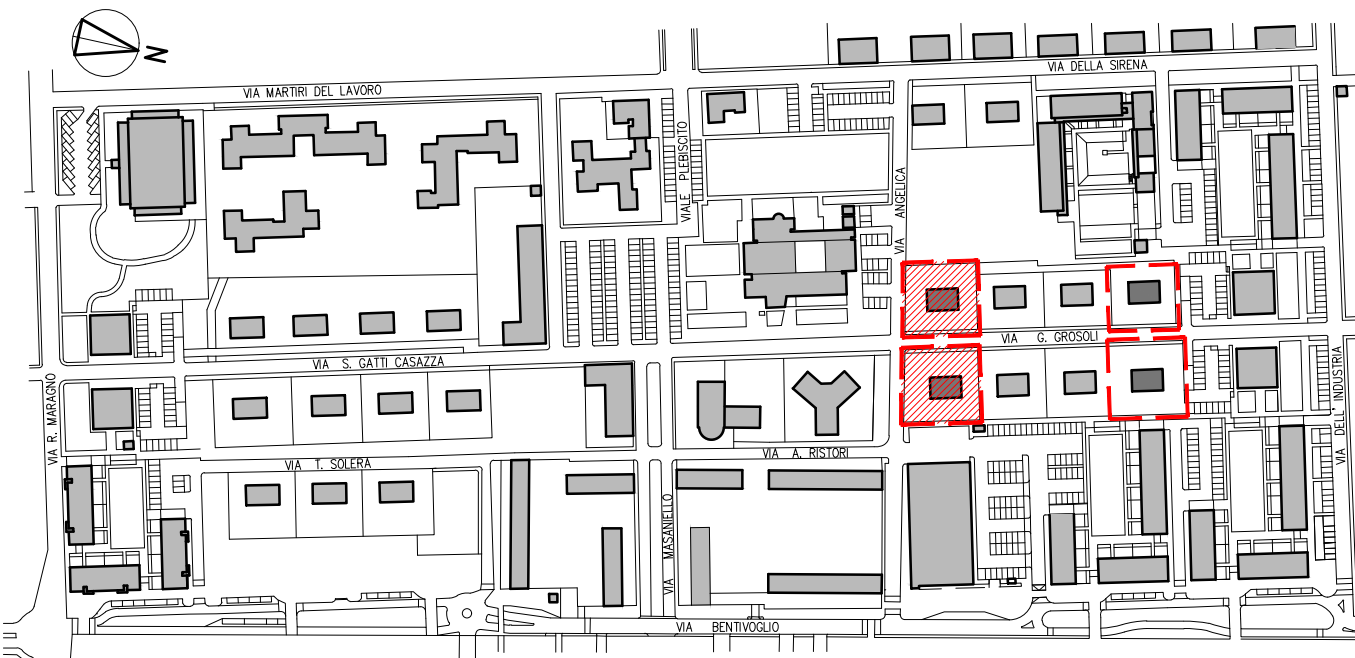 N
VIA MARTIRI DEL LAVORO
VIA DELLA SIRENA
VIALE PLEBISCITO
VIA ANGELICA
VIA G. GROSOLI
VIA S. GATTI CASAZZA
VIA R. MARAGNO
VIA DELL' INDUSTRIA
VIA T. SOLERA
VIA A. RISTORI
VIA MASANIELLO
VIA BENTIVOGLIO